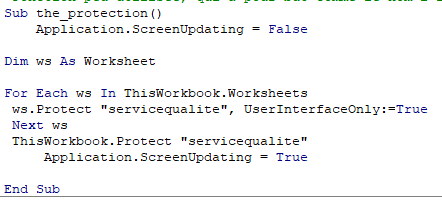 Sub the_protection()
Application.ScreenUpdating = False
Dim ws As Worksheet
For Each ws In ThisWorkbook.Worksheets
ws.Protect "servicequalite", UserInterfaceOnly:=True
Next ws
ThisWorkbook.Protect "servicequalite"
Application.ScreenUpdating = True
End Sub